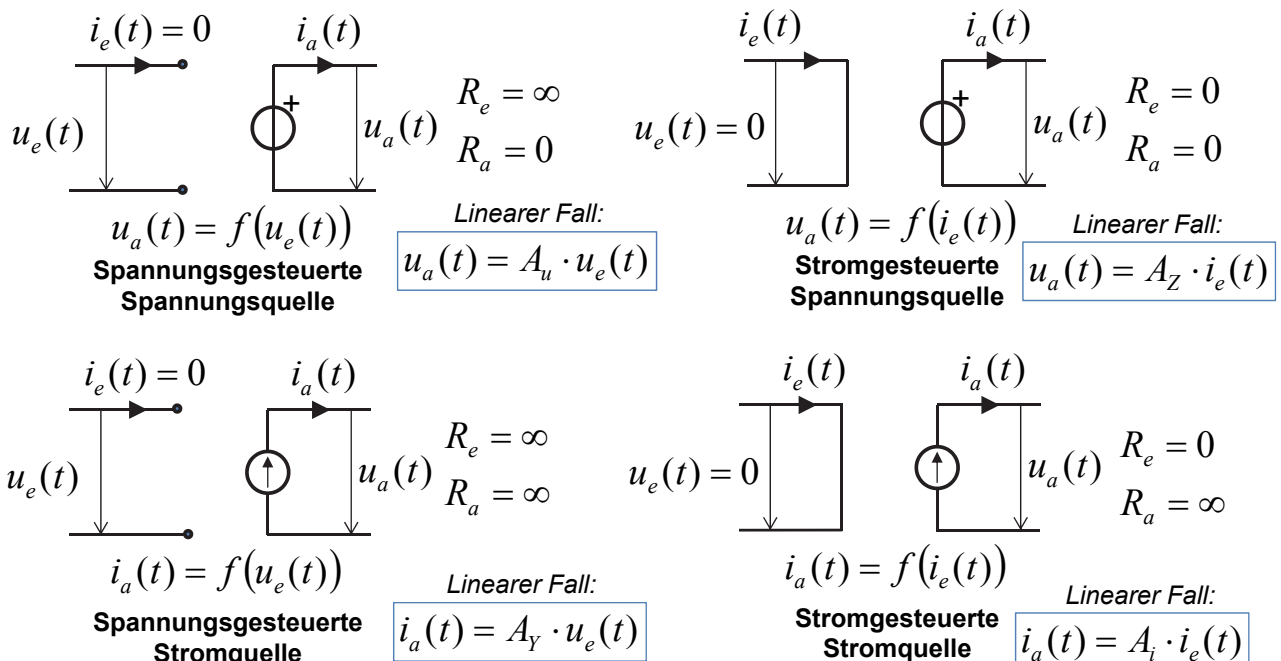 i_e(t) = 0
i_a(t)
+
u_e(t)
u_a(t)
R_e = ∞
R_a = 0
u_a(t) = f(u_e(t))
Spannungsgesteuerte
Spannungsquelle
Linearer Fall:
u_a(t) = A_u · u_e(t)
i_e(t)
i_a(t)
+
u_e(t) = 0
u_a(t)
R_e = 0
R_a = 0
u_a(t) = f(i_e(t))
Stromgesteuerte
Spannungsquelle
Linearer Fall:
u_a(t) = A_Z · i_e(t)
i_e(t) = 0
i_a(t)
u_e(t)
u_a(t)
R_e = ∞
R_a = ∞
i_a(t) = f(u_e(t))
Spannungsgesteuerte
Stromquelle
Linearer Fall:
i_a(t) = A_Y · u_e(t)
i_e(t)
i_a(t)
u_e(t) = 0
u_a(t)
R_e = 0
R_a = ∞
i_a(t) = f(i_e(t))
Stromgesteuerte
Stromquelle
Linearer Fall:
i_a(t) = A_i · i_e(t)